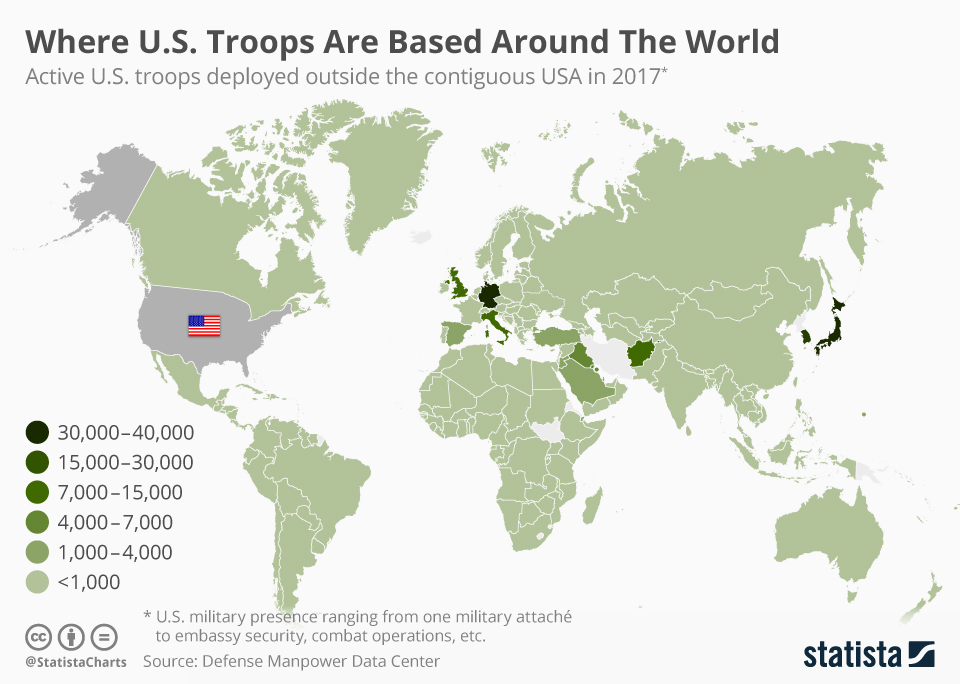 Where U.S. Troops Are Based Around The World
Active U.S. troops deployed outside the contiguous USA in 2017*
30,000–40,000
15,000–30,000
7,000–15,000
4,000–7,000
1,000–4,000
<1,000
* U.S. military presence ranging from one military attaché
to embassy security, combat operations, etc.
cc
@StatistaCharts
Source: Defense Manpower Data Center
statista